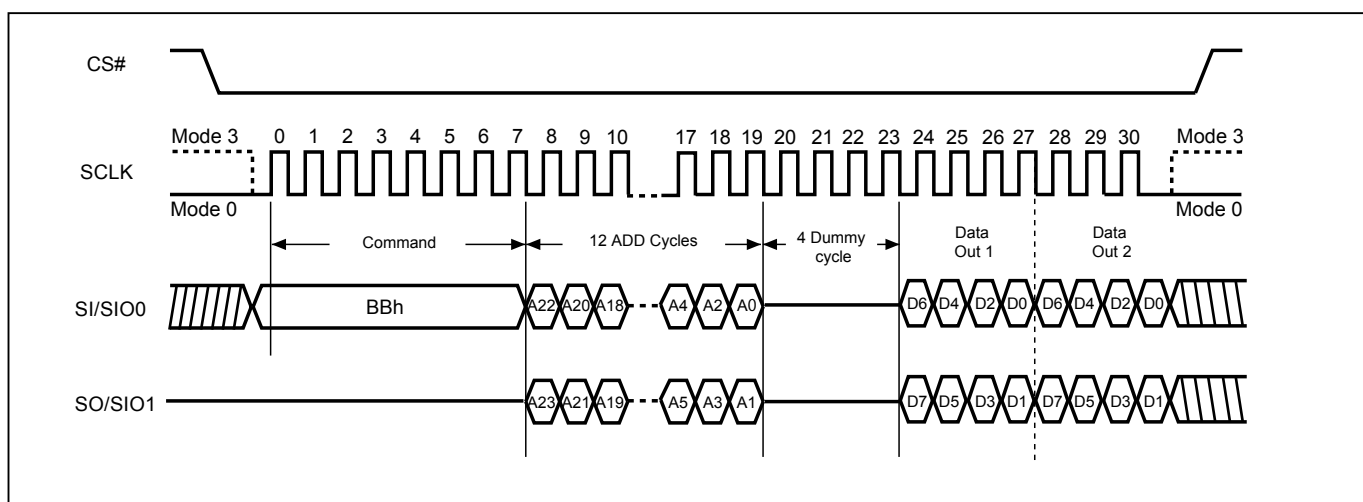 CS#
Mode 3
0 1 2 3 4 5 6 7 8 9 10 17 18 19 20 21 22 23 24 25 26 27 28 29 30
Mode 3
SCLK
Mode 0
Mode 0
Command
12 ADD Cycles
4 Dummy
cycle
Data
Out 1
Data
Out 2
SI/SIO0
BBh
A22 A20 A18 A4 A2 A0
D6 D4 D2 D0 D6 D4 D2 D0
SO/SIO1
A23 A21 A19 A5 A3 A1
D7 D5 D3 D1 D7 D5 D3 D1